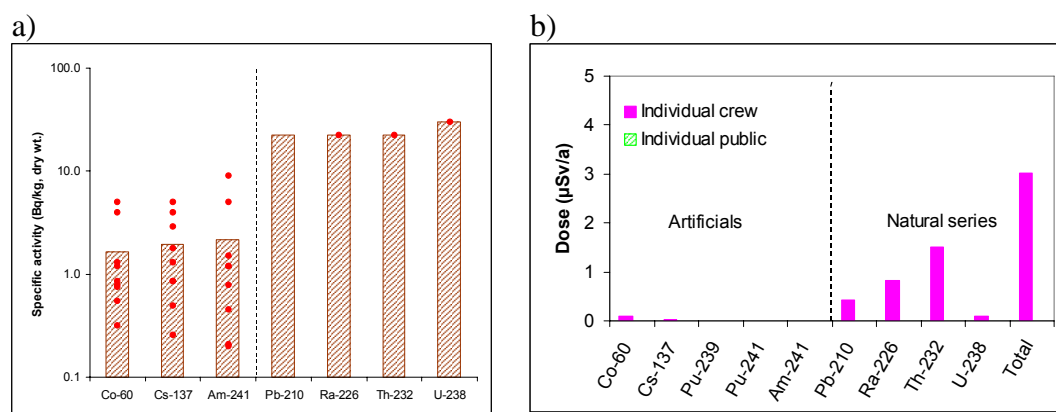 a)
Specific activity (Bq/kg, dry wt.)
100.0
10.0
1.0
0.1
Co-60 Cs-137 Am-241 Pb-210 Ra-226 Th-232 U-238
b)
Dose (µSv/a)
5
4
3
2
1
0
Individual crew
Individual public
Artificials Natural series
Co-60 Cs-137 Pu-239 Pu-241 Am-241 Pb-210 Ra-226 Th-232 U-238 Total